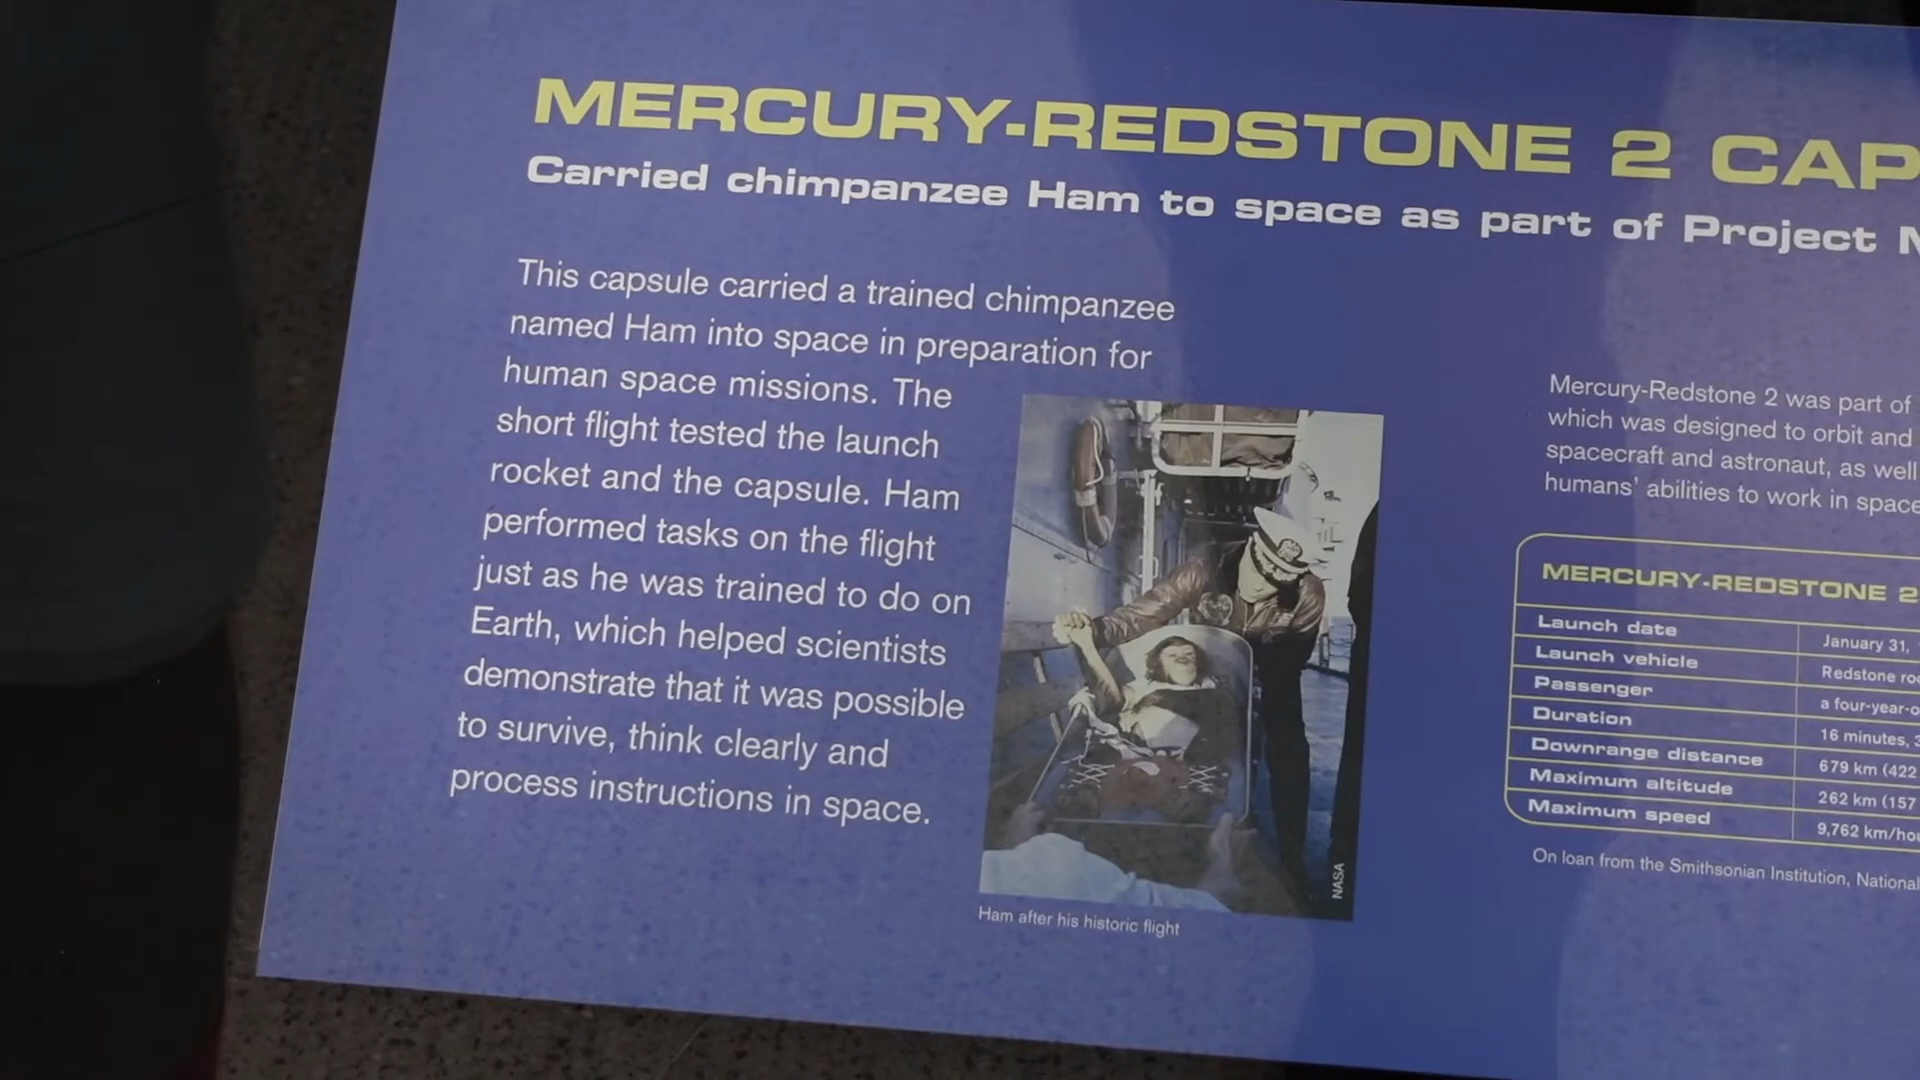 MERCURY-REDSTONE 2 CAP
Carried chimpanzee Ham to space as part of Project
This capsule carried a trained chimpanzee
named Ham into space in preparation for
human space missions. The
short flight tested the launch
rocket and the capsule. Ham
performed tasks on the flight
just as he was trained to do on
Earth, which helped scientists
demonstrate that it was possible
to survive, think clearly and
process instructions in space.
NASA
Ham after his historic flight
Mercury-Redstone 2 was part of
which was designed to orbit and
spacecraft and astronaut, as well
humans' abilities to work in space
MERCURY-REDSTONE 2
Launch date January 31,
Launch vehicle Redstone ro
Passenger a four-year-o
Duration 16 minutes, 3
Downrange distance 679 km (422
Maximum altitude 262 km (157
Maximum speed 9,762 km/hou
On loan from the Smithsonian Institution, National